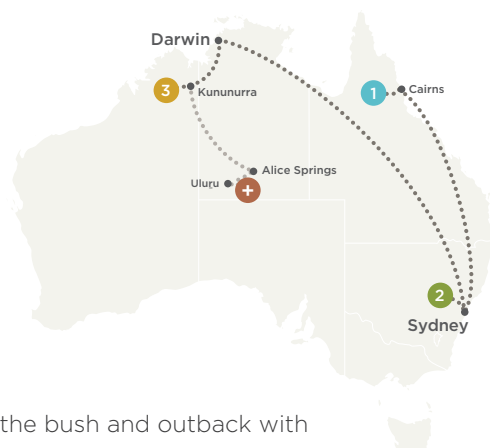 Darwin
3
Kununurra
1
Cairns
Alice Springs
Uluru
+
2
Sydney
the bush and outback with